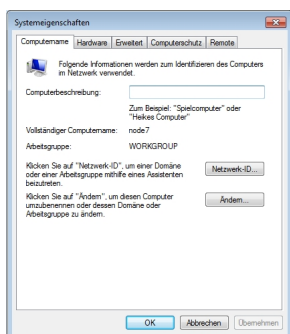 Systemeigenschaften
Computername Hardware Erweitert Computerschutz Remote
Folgende Informationen werden zum Identifizieren des Computers
im Netzwerk verwendet.
Computerbeschreibung:
Zum Beispiel: "Spielcomputer" oder
"Heikes Computer"
Vollständiger Computername: node7
Arbeitsgruppe: WORKGROUP
Klicken Sie auf "Netzwerk-ID", um einer Domäne
oder einer Arbeitsgruppe mithilfe eines Assistenten
beizutreten.
Netzwerk-ID...
Klicken Sie auf "Ändern", um diesen Computer
umzubenennen oder dessen Domäne oder
Arbeitsgruppe zu ändern.
Ändern...
OK Abbrechen Übernehmen